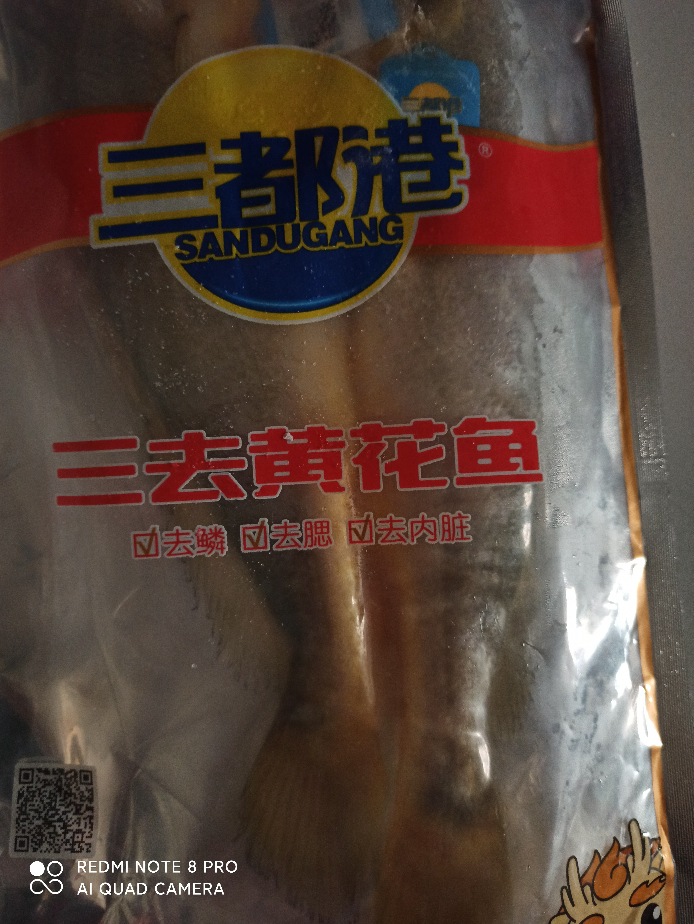 三都港®
SANDUGANG
三去黄花鱼
☑去鳞 ☑去腮 ☑去内脏
REDMI NOTE 8 PRO
AI QUAD CAMERA